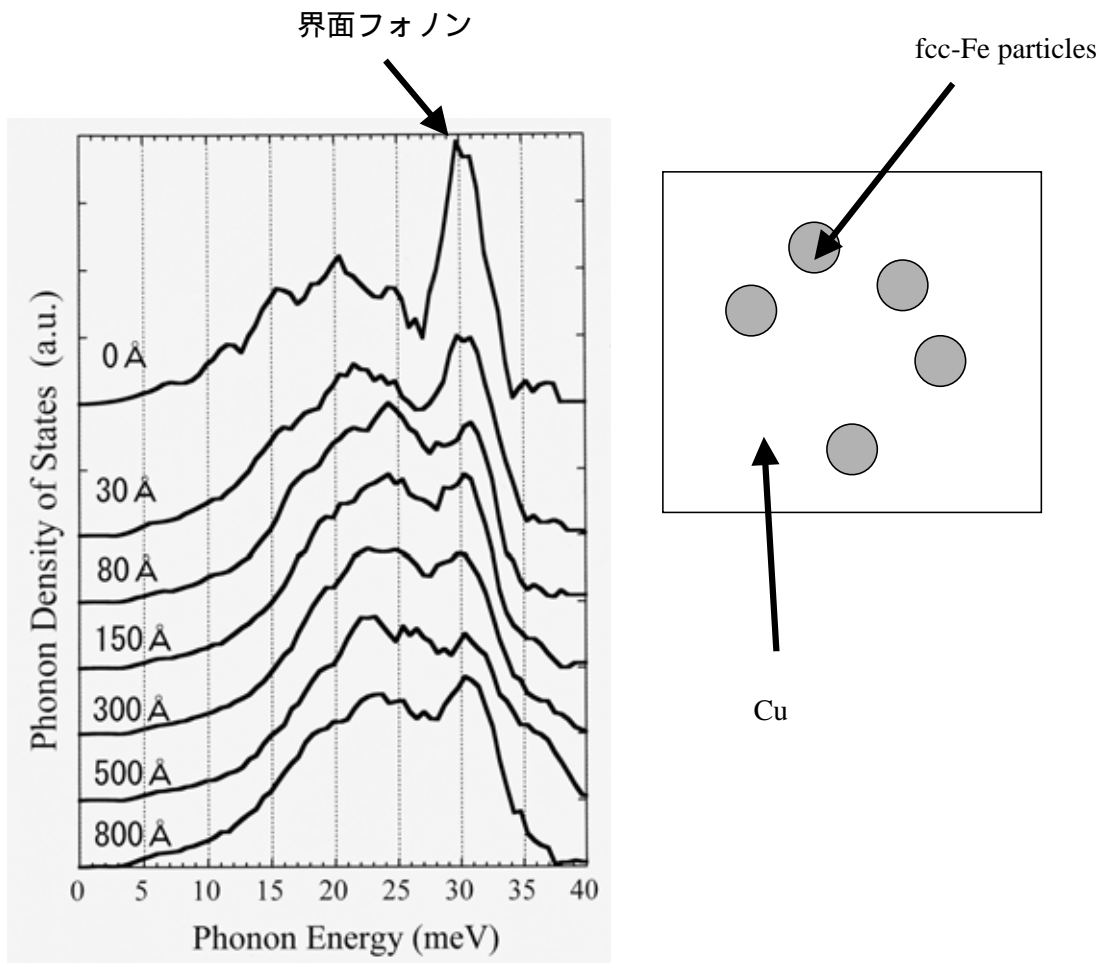 界面フォノン
fcc-Fe particles
Phonon Density of States (a.u.)
0 Å
30 Å
80 Å
150 Å
300 Å
500 Å
800 Å
0 5 10 15 20 25 30 35 40
Phonon Energy (meV)
Cu